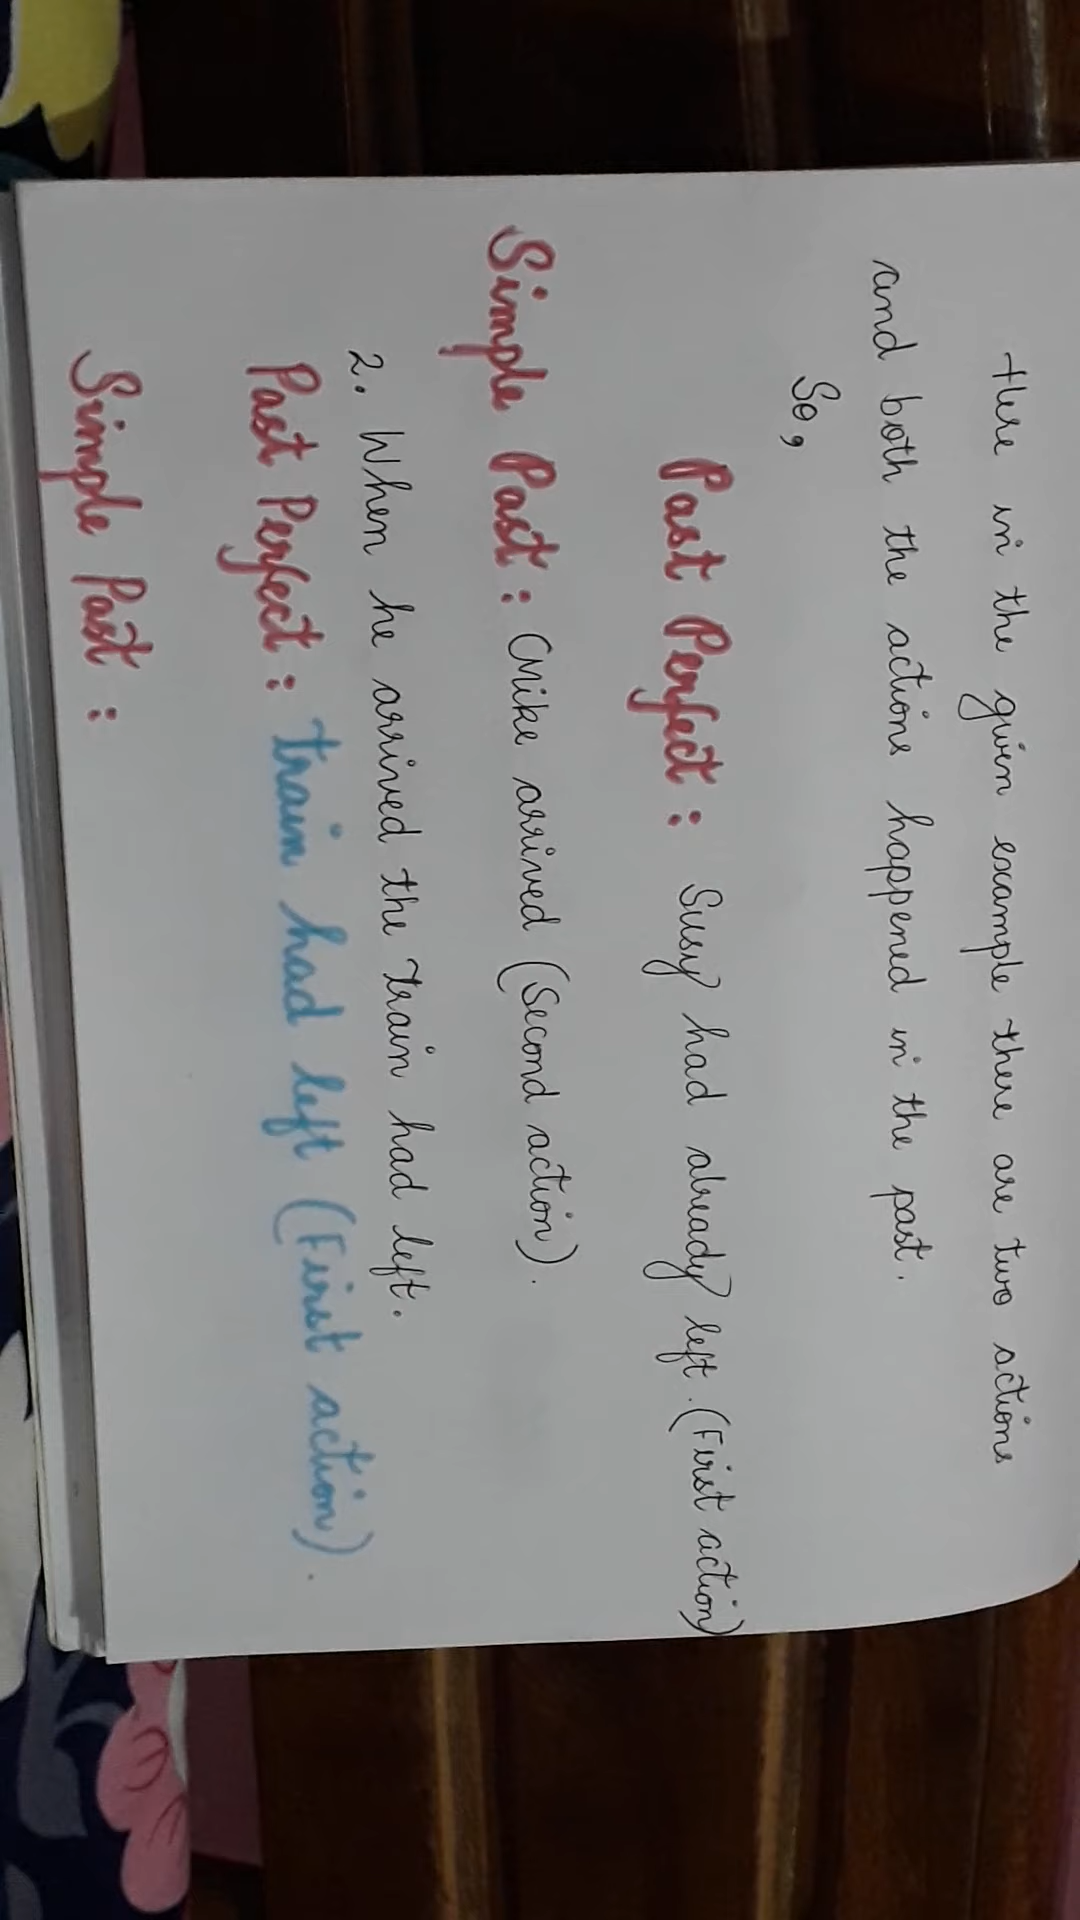 Here in the given example there are two actions
and both the actions happened in the past.
So,
Past Perfect : Susy had already left. (First action)
Simple Past : Mike arrived (Second action).
2. When he arrived the train had left.
Past Perfect : train had left (First action).
Simple Past :